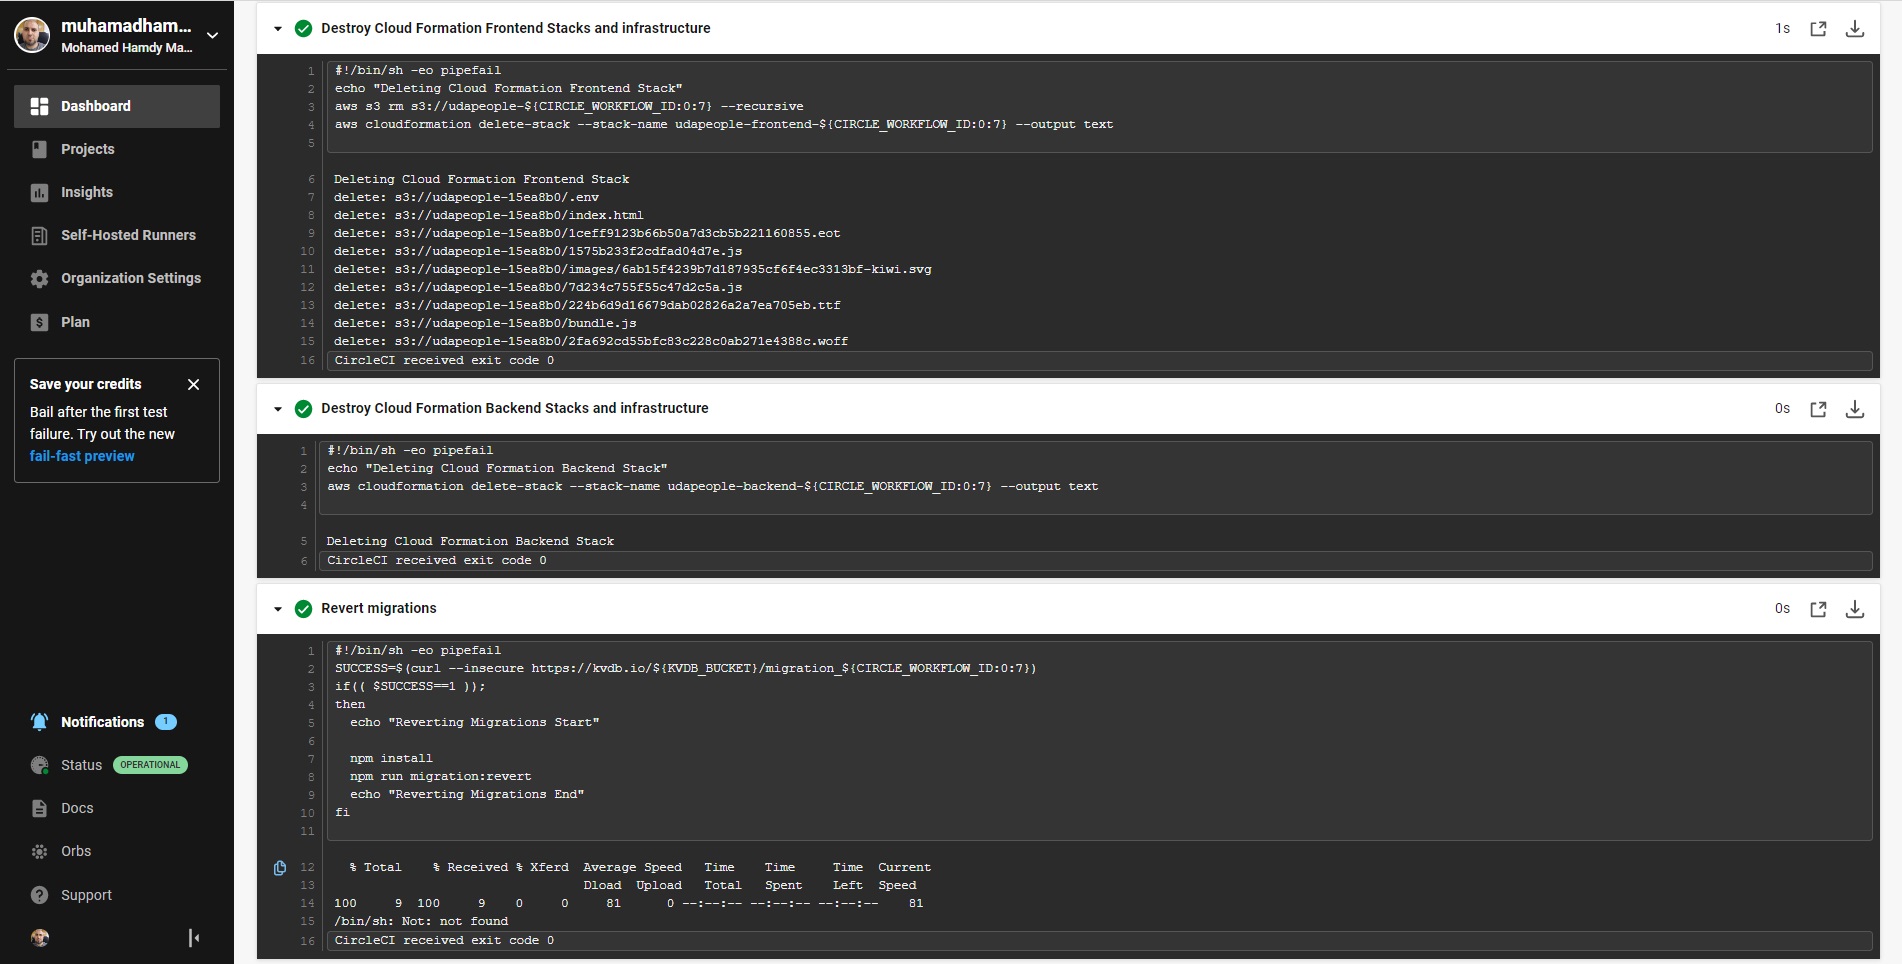 muhamadham...
Mohamed Hamdy Ma...
Dashboard
Projects
Insights
Self-Hosted Runners
Organization Settings
Plan
Save your credits
Bail after the first test
failure. Try out the new
fail-fast preview
Notifications 1
Status OPERATIONAL
Docs
Orbs
Support
Destroy Cloud Formation Frontend Stacks and infrastructure 1s
1 #!/bin/sh -eo pipefail
2 echo "Deleting Cloud Formation Frontend Stack"
3 aws s3 rm s3://udapeople-${CIRCLE_WORKFLOW_ID:0:7} --recursive
4 aws cloudformation delete-stack --stack-name udapeople-frontend-${CIRCLE_WORKFLOW_ID:0:7} --output text
5
6 Deleting Cloud Formation Frontend Stack
7 delete: s3://udapeople-15ea8b0/.env
8 delete: s3://udapeople-15ea8b0/index.html
9 delete: s3://udapeople-15ea8b0/1ceff9123b66b50a7d3cb5b221160855.eot
10 delete: s3://udapeople-15ea8b0/1575b233f2cdfad04d7e.js
11 delete: s3://udapeople-15ea8b0/images/6ab15f4239b7d187935cf6f4ec3313bf-kiwi.svg
12 delete: s3://udapeople-15ea8b0/7d234c755f55c47d2c5a.js
13 delete: s3://udapeople-15ea8b0/224b6d9d16679dab02826a2a7ea705eb.ttf
14 delete: s3://udapeople-15ea8b0/bundle.js
15 delete: s3://udapeople-15ea8b0/2fa692cd55bfc83c228c0ab271e4388c.woff
16 CircleCI received exit code 0
Destroy Cloud Formation Backend Stacks and infrastructure 0s
1 #!/bin/sh -eo pipefail
2 echo "Deleting Cloud Formation Backend Stack"
3 aws cloudformation delete-stack --stack-name udapeople-backend-${CIRCLE_WORKFLOW_ID:0:7} --output text
4
5 Deleting Cloud Formation Backend Stack
6 CircleCI received exit code 0
Revert migrations 0s
1 #!/bin/sh -eo pipefail
2 SUCCESS=$(curl --insecure https://kvdb.io/${KVDB_BUCKET}/migration_${CIRCLE_WORKFLOW_ID:0:7})
3 if(( $SUCCESS==1 ));
4 then
5 echo "Reverting Migrations Start"
6
7 npm install
8 npm run migration:revert
9 echo "Reverting Migrations End"
10 fi
11
12 % Total % Received % Xferd Average Speed Time Time Time Current
13 Dload Upload Total Spent Left Speed
14 100 9 100 9 0 0 81 0 --:--:-- --:--:-- --:--:-- 81
15 /bin/sh: Not: not found
16 CircleCI received exit code 0